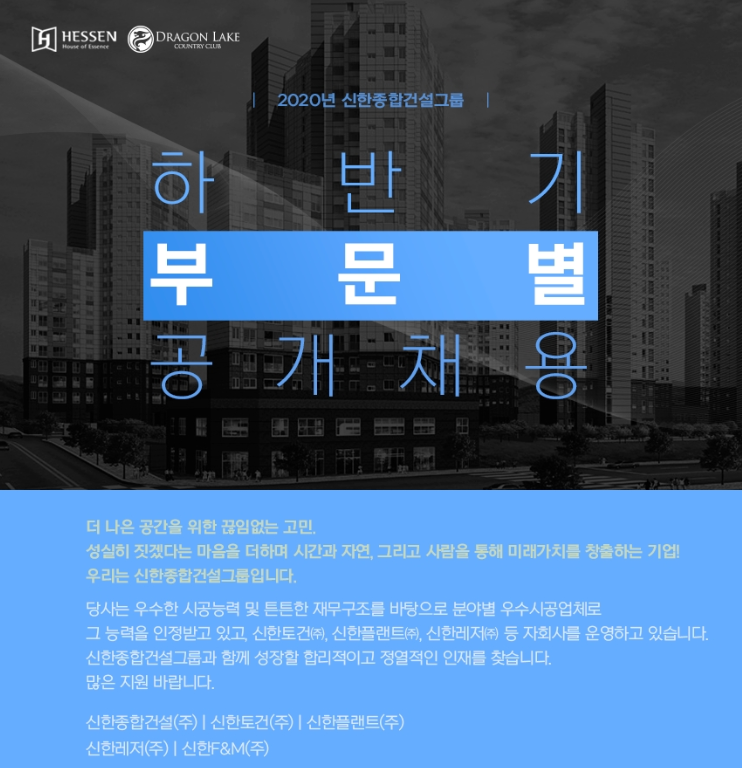 HESSEN
House of Essence
DRAGON LAKE
COUNTRY CLUB
2020년 신한종합건설그룹
하반기
부문별
공개채용
더 나은 공간을 위한 끊임없는 고민.
성실히 짓겠다는 마음을 더하며 시간과 자연, 그리고 사람을 통해 미래가치를 창출하는 기업!
우리는 신한종합건설그룹입니다.
당사는 우수한 시공능력 및 튼튼한 재무구조를 바탕으로 분야별 우수시공업체로
그 능력을 인정받고 있고, 신한토건㈜, 신한플랜트㈜, 신한레저㈜ 등 자회사를 운영하고 있습니다.
신한종합건설그룹과 함께 성장할 합리적이고 정열적인 인재를 찾습니다.
많은 지원 바랍니다.
신한종합건설(주) | 신한토건(주) | 신한플랜트(주)
신한레저(주) | 신한F&M(주)